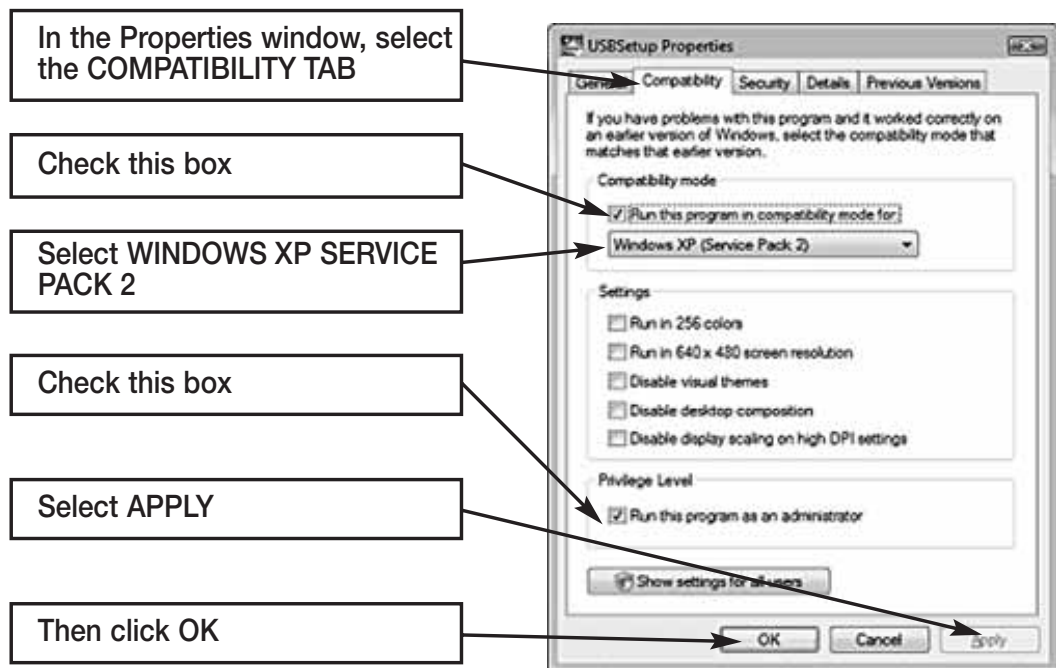 In the Properties window, select
the COMPATIBILITY TAB
Check this box
Select WINDOWS XP SERVICE
PACK 2
Check this box
Select APPLY
Then click OK
USBSetup Properties
General Compatibility Security Details Previous Versions
If you have problems with this program and it worked correctly on
an earlier version of Windows, select the compatibility mode that
matches that earlier version.
Compatibility mode
Run this program in compatibility mode for:
Windows XP (Service Pack 2)
Settings
Run in 256 colors
Run in 640 x 480 screen resolution
Disable visual themes
Disable desktop composition
Disable display scaling on high DPI settings
Privilege Level
Run this program as an administrator
Show settings for all users
OK Cancel Apply